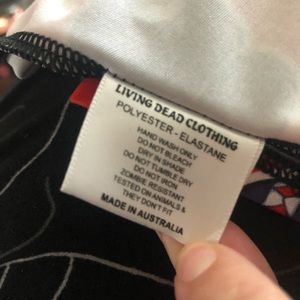 LIVING DEAD CLOTHING
POLYESTER - ELASTANE
HAND WASH ONLY
DO NOT BLEACH
DRY IN SHADE
DO NOT TUMBLE DRY
DO NOT IRON
ZOMBIE RESISTANT
TESTED ON ANIMALS &
THEY DON'T FIT
MADE IN AUSTRALIA